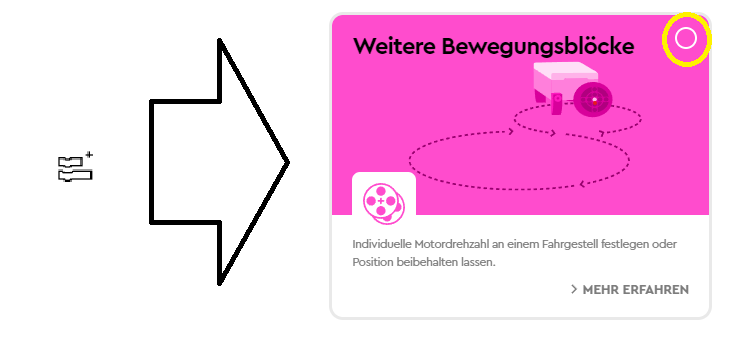 Weitere Bewegungsblöcke
Individuelle Motordrehzahl an einem Fahrgestell festlegen oder
Position beibehalten lassen.
> MEHR ERFAHREN